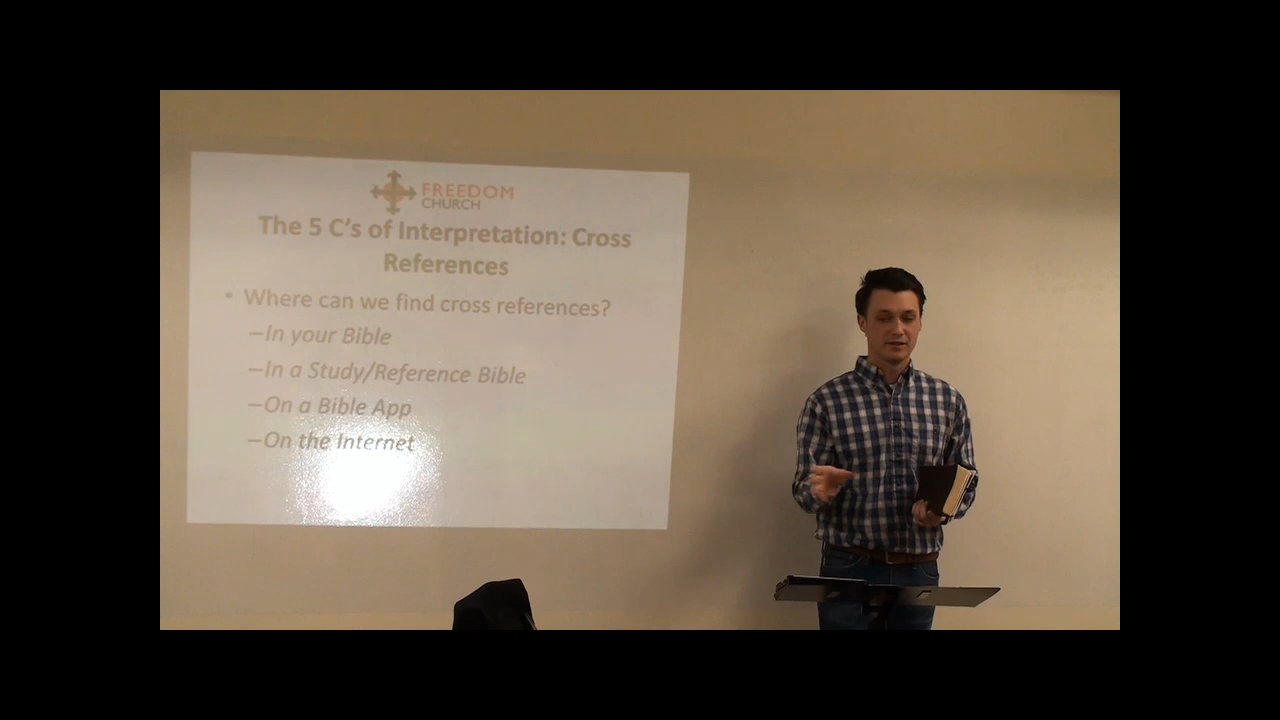 FREEDOM
CHURCH
The 5 C's of Interpretation: Cross
References
• Where can we find cross references?
–In your Bible
–In a Study/Reference Bible
–On a Bible App
–On the Internet